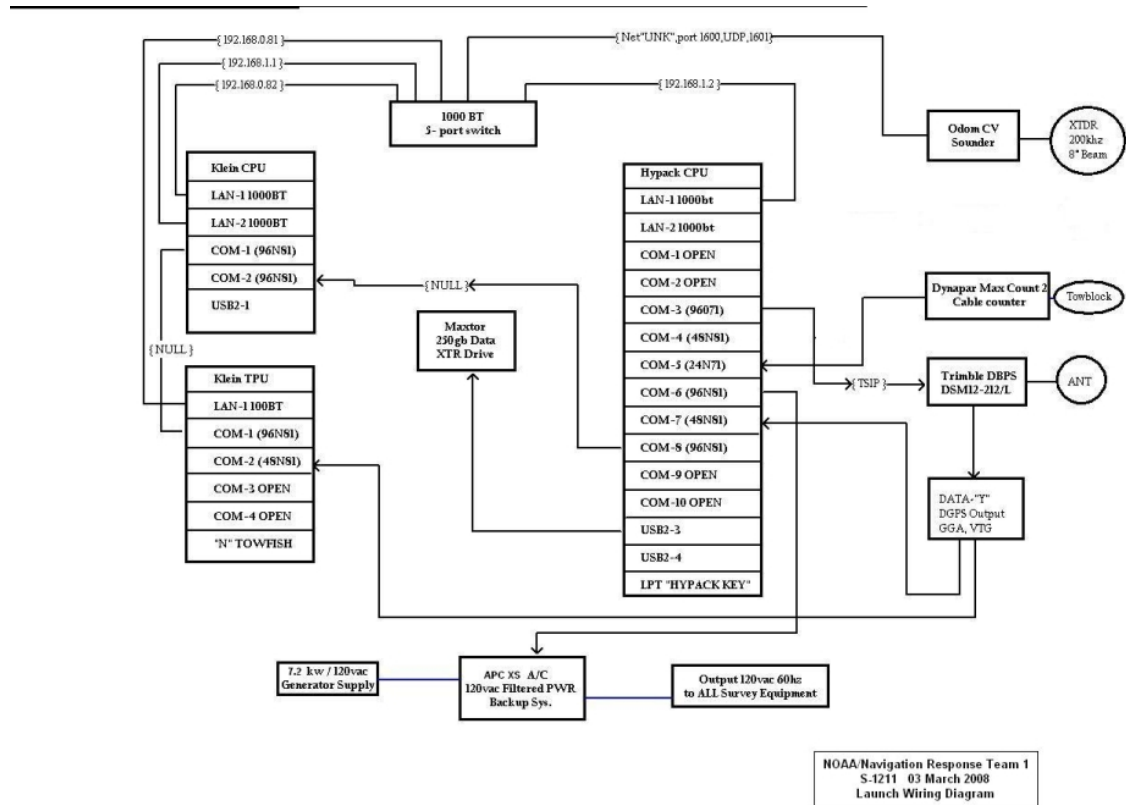 { 192.168.0.81}
{ Net"UNK",port 1600,UDP,1601}
{ 192.168.1.1}
{ 192.168.0.82}
{ 192.168.1.2}
1000 BT
5- port switch
Odom CV
Sounder
XTDR
200khz
8° Beam
Klein CPU
LAN-1 1000BT
LAN-2 1000BT
COM-1 (96N81)
COM-2 (96N81)
USB2-1
{ NULL }
Hypack CPU
LAN-1 1000bt
LAN-2 1000bt
COM-1 OPEN
COM-2 OPEN
COM-3 (96071)
COM-4 (48N81)
COM-5 (24N71)
COM-6 (96N81)
COM-7 (48N81)
COM-8 (96N81)
COM-9 OPEN
COM-10 OPEN
USB2-3
USB2-4
LPT "HYPACK KEY"
{ NULL }
Maxtor
250gb Data
XTR Drive
Dynapar Max Count 2
Cable counter
Towblock
{ TSIP }
Trimble DBPS
DSM12-212/L
ANT
Klein TPU
LAN-1 100BT
COM-1 (96N81)
COM-2 (48N81)
COM-3 OPEN
COM-4 OPEN
"N" TOWFISH
DATA-"Y"
DGPS Output
GGA, VTG
7.2 kw / 120vac
Generator Supply
APC XS A/C
120vac Filtered PWR
Backup Sys.
Output 120vac 60hz
to ALL Survey Equipment
NOAA/Navigation Response Team 1
S-1211 03 March 2008
Launch Wiring Diagram